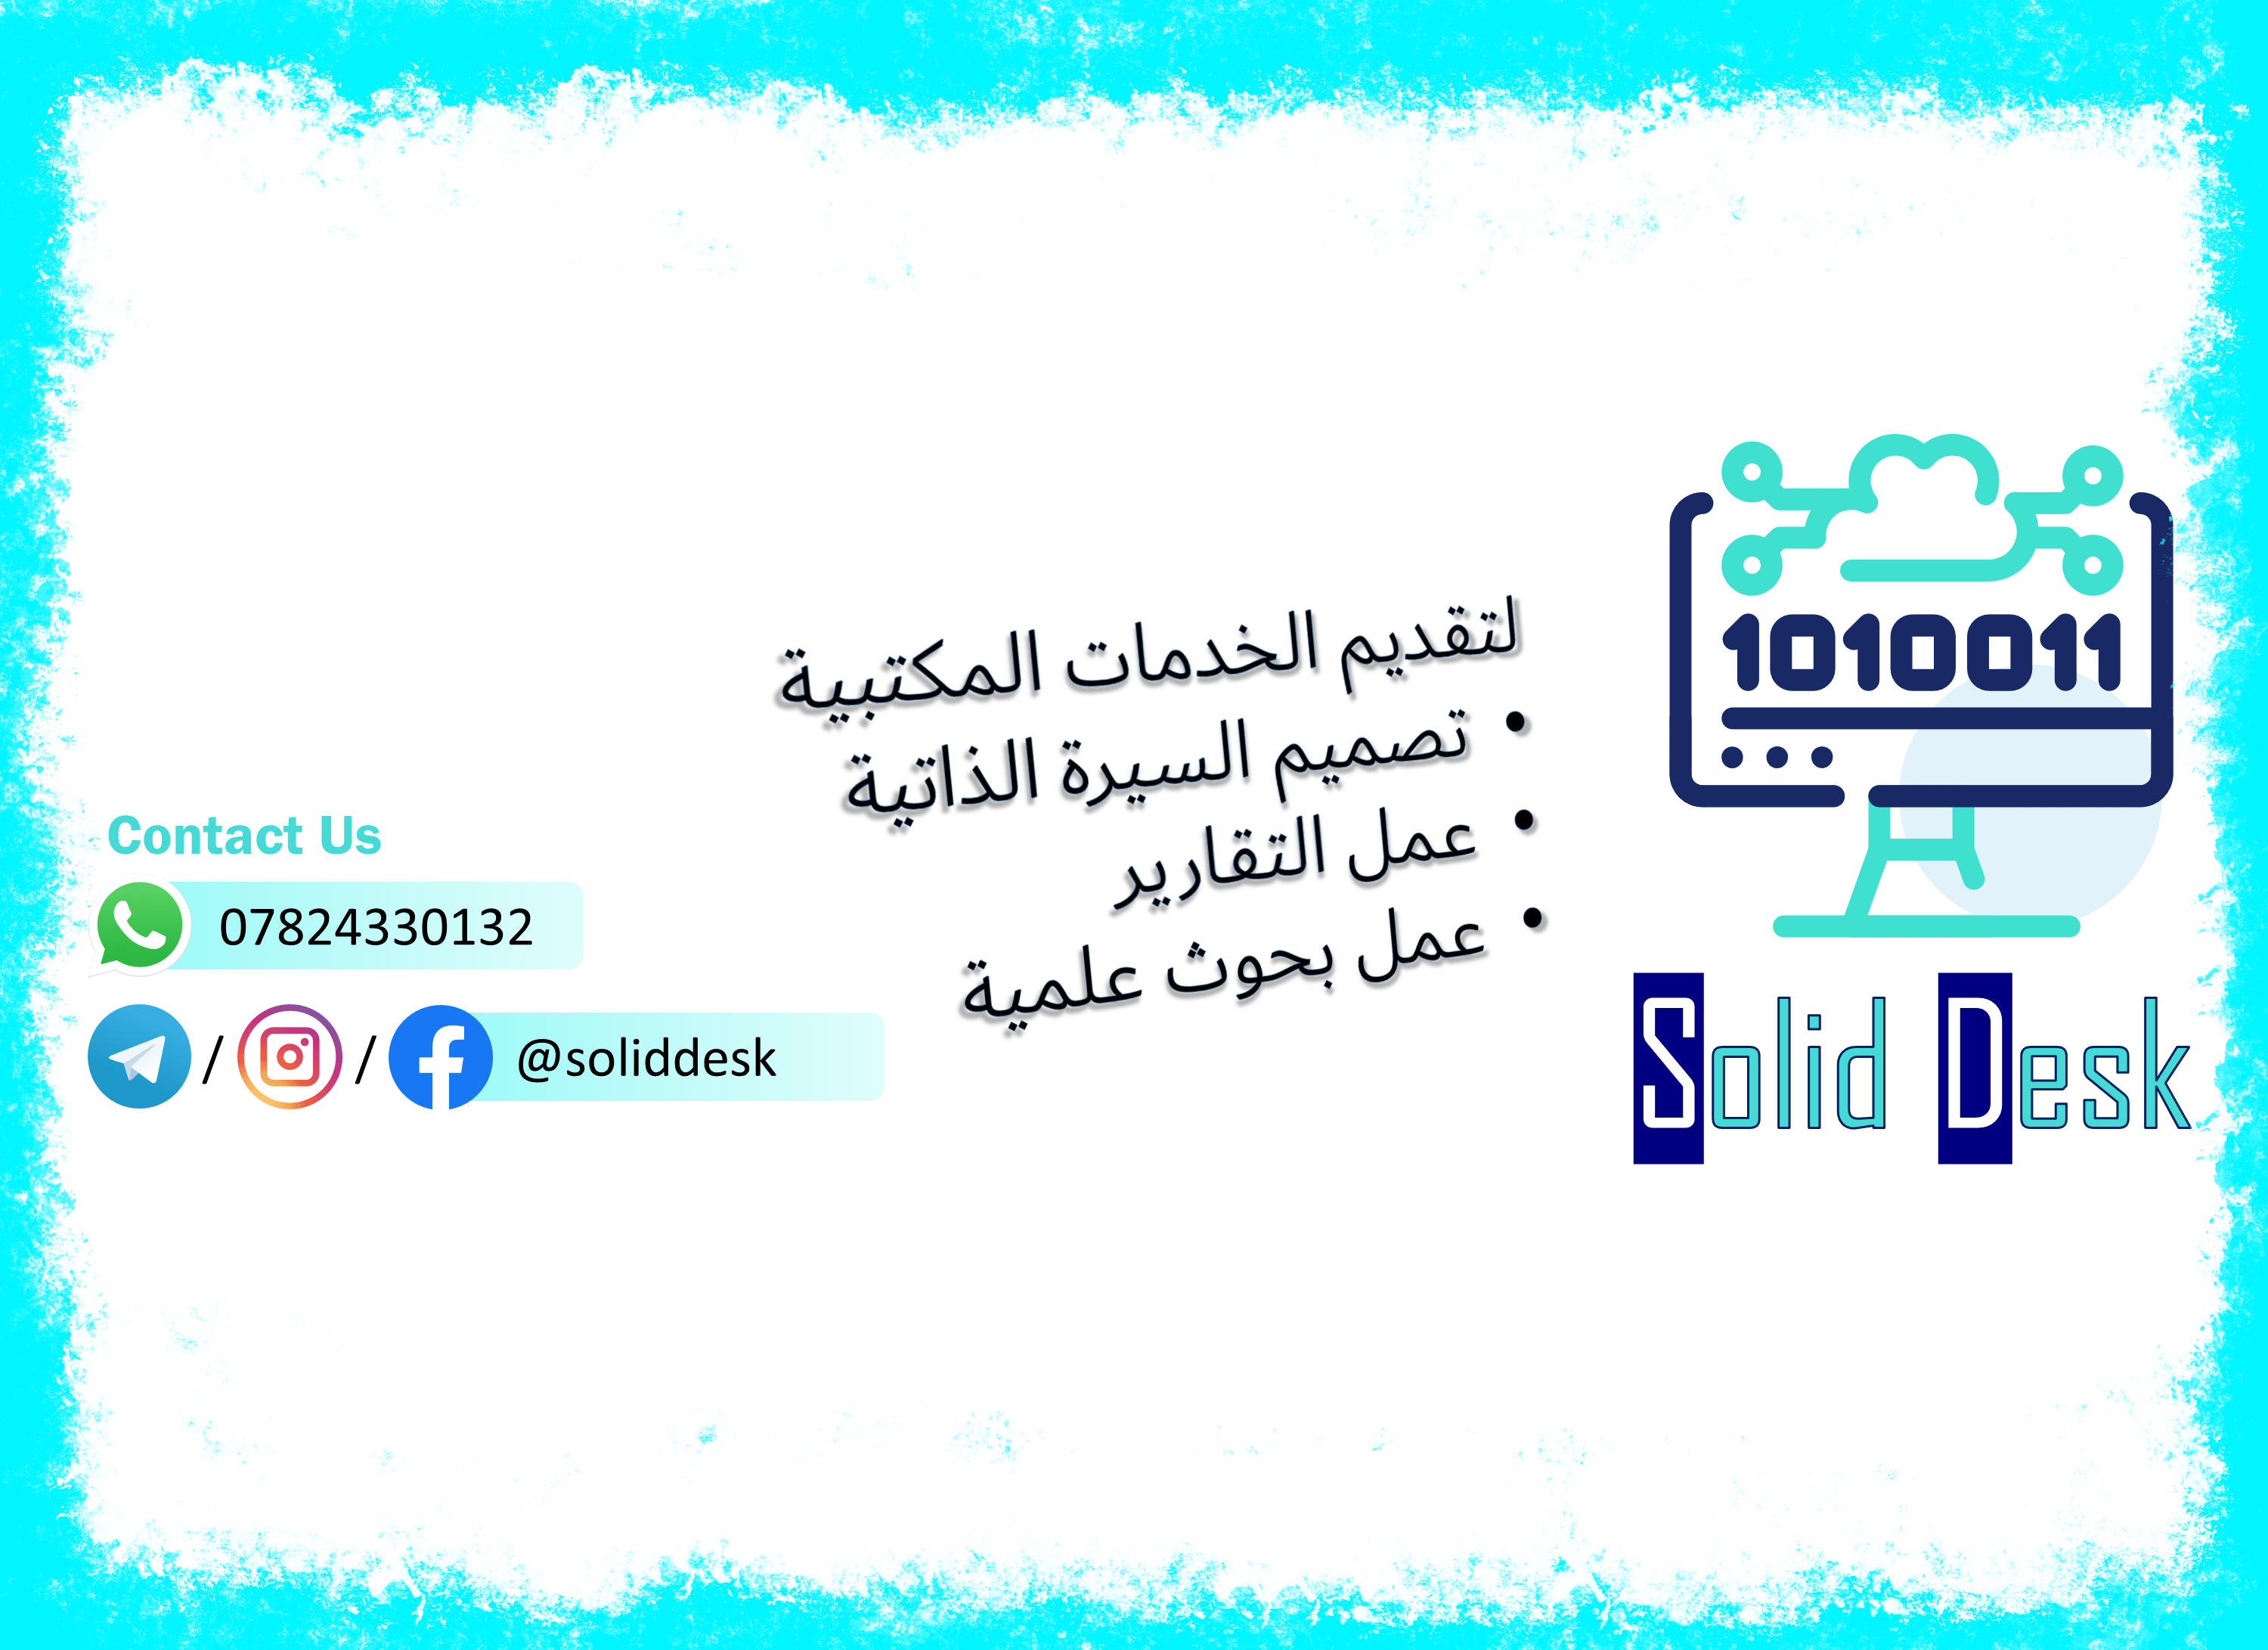 1010011
Solid Desk
لتقديم الخدمات المكتبية
• تصميم السيرة الذاتية
• عمل التقارير
• عمل بحوث علمية
Contact Us
07824330132
/ / @soliddesk